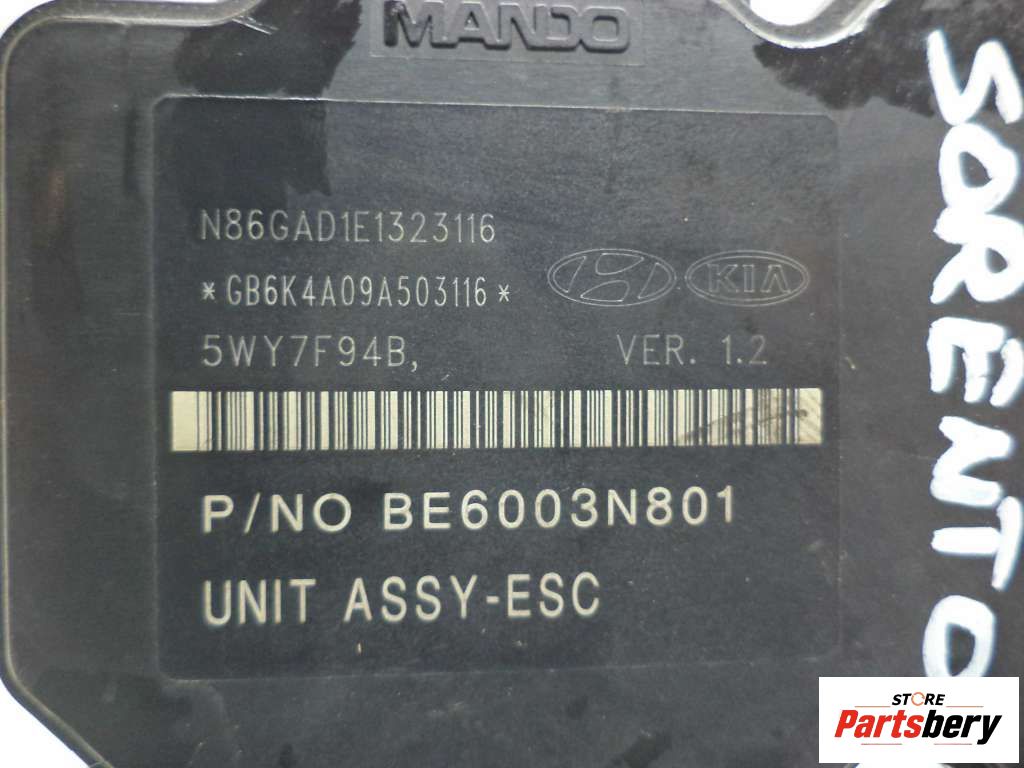 MANDO
N86GAD1E1323116
*GB6K4A09A503116*
KIA
5WY7F94B, VER. 1.2
P/NO BE6003N801
UNIT ASSY-ESC
SORENTO
STORE
Partsbery